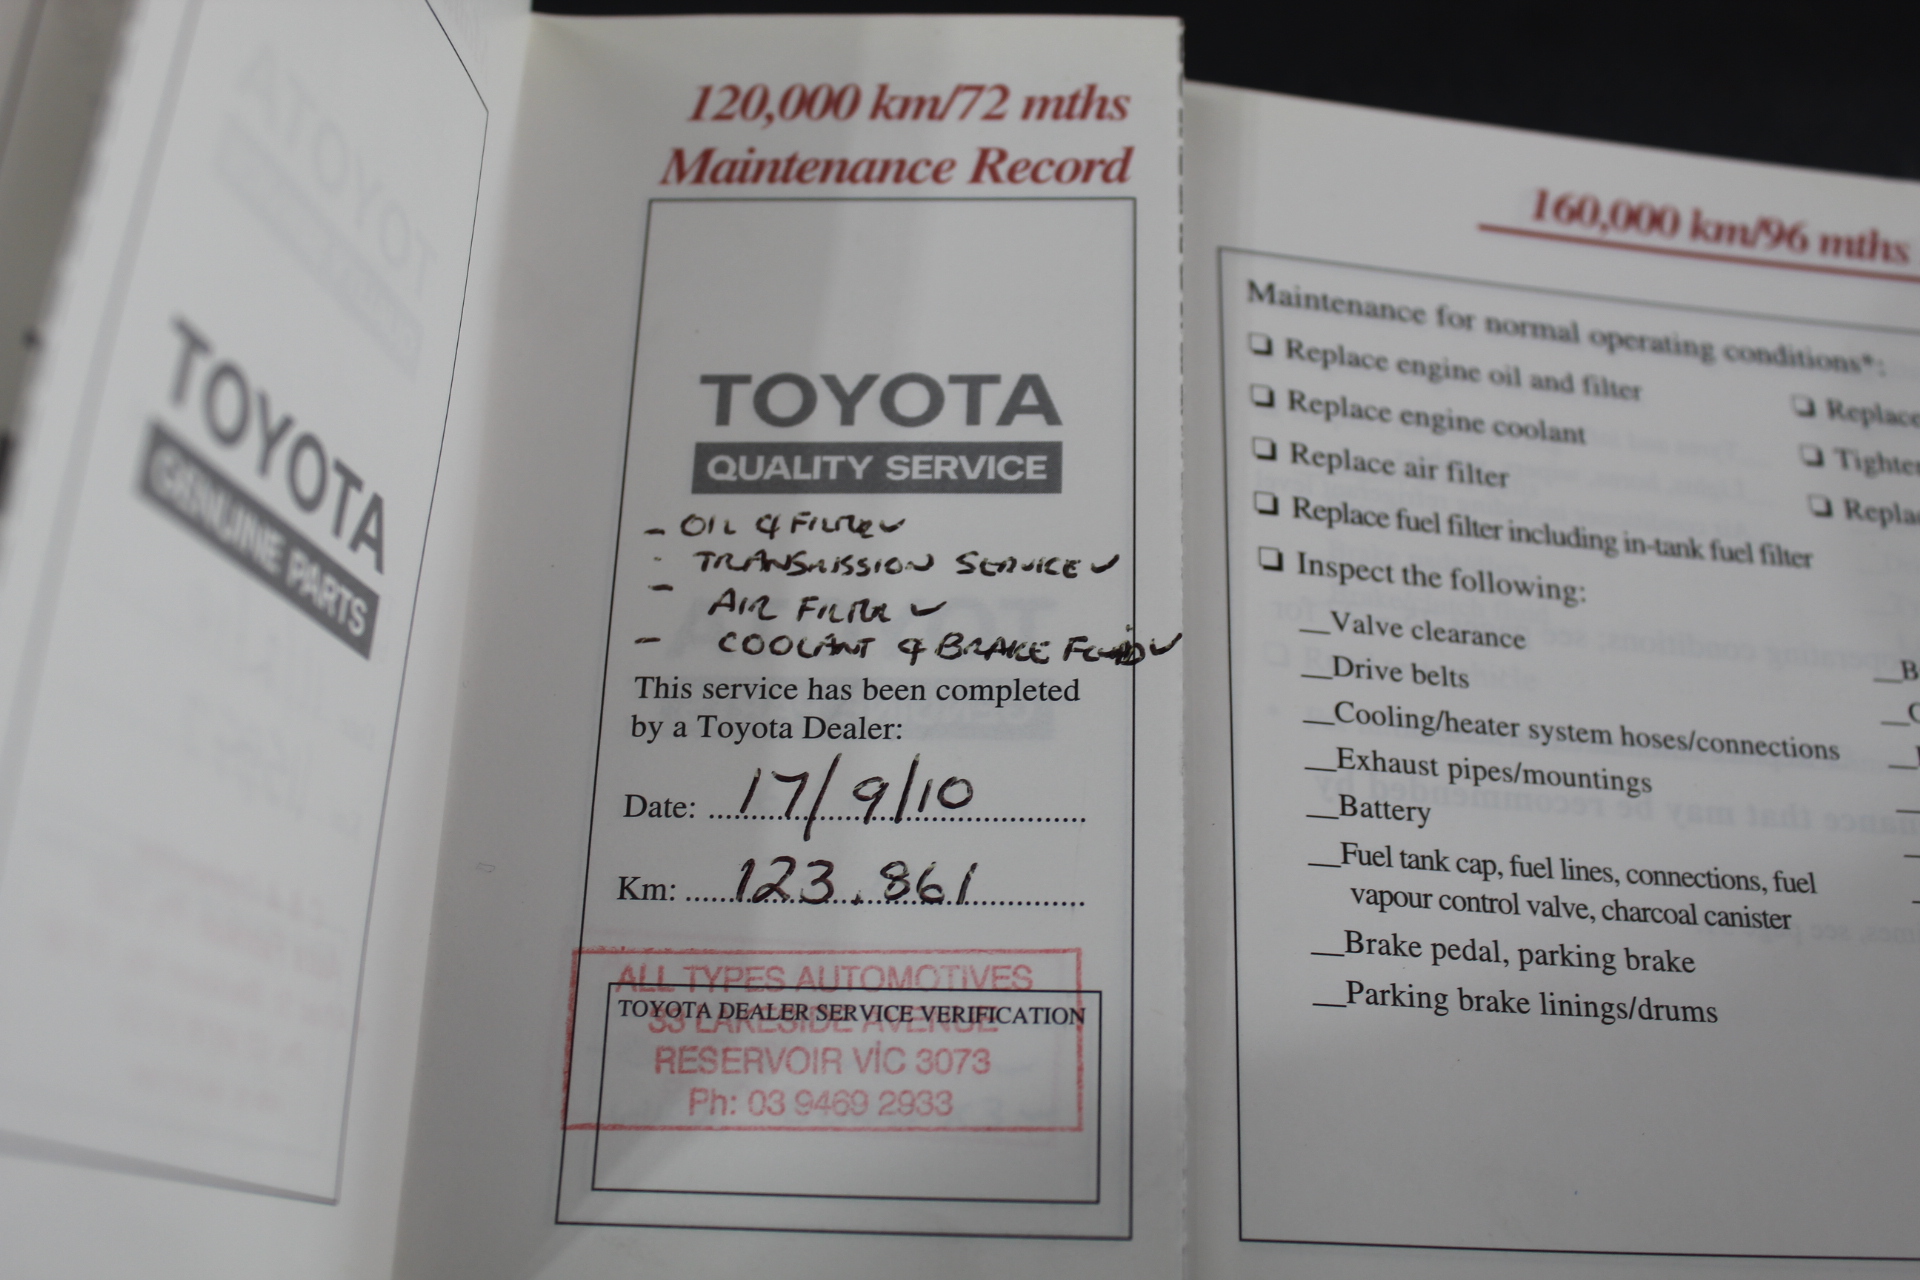 TOYOTA
GENUINE PARTS
120,000 km/72 mths
Maintenance Record
TOYOTA
QUALITY SERVICE
- OIL & FILTER ✓
- TRANSMISSION SERVICE ✓
- AIR FILTER ✓
- COOLANT & BRAKE FLUID ✓
This service has been completed
by a Toyota Dealer:
Date: 17/9/10
Km: 123.861
ALL TYPES AUTOMOTIVES
TOYOTA DEALER SERVICE VERIFICATION
33 LAKESIDE AVENUE
RESERVOIR VIC 3073
Ph: 03 9469 2933
160,000 km/96 mths
Maintenance for normal operating conditions*:
❏ Replace engine oil and filter
❏ Replace engine coolant
❏ Replace air filter
❏ Replace fuel filter including in-tank fuel filter
❏ Inspect the following:
__Valve clearance
__Drive belts
__Cooling/heater system hoses/connections
__Exhaust pipes/mountings
__Battery
__Fuel tank cap, fuel lines, connections, fuel
vapour control valve, charcoal canister
__Brake pedal, parking brake
__Parking brake linings/drums
❏ Replace
❏ Tighte
❏ Repla